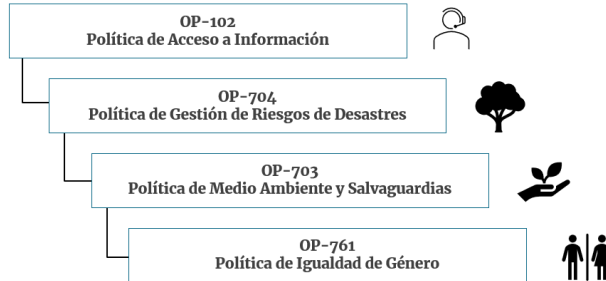 OP-102
Política de Acceso a Información
OP-704
Política de Gestión de Riesgos de Desastres
OP-703
Política de Medio Ambiente y Salvaguardias
OP-761
Política de Igualdad de Género